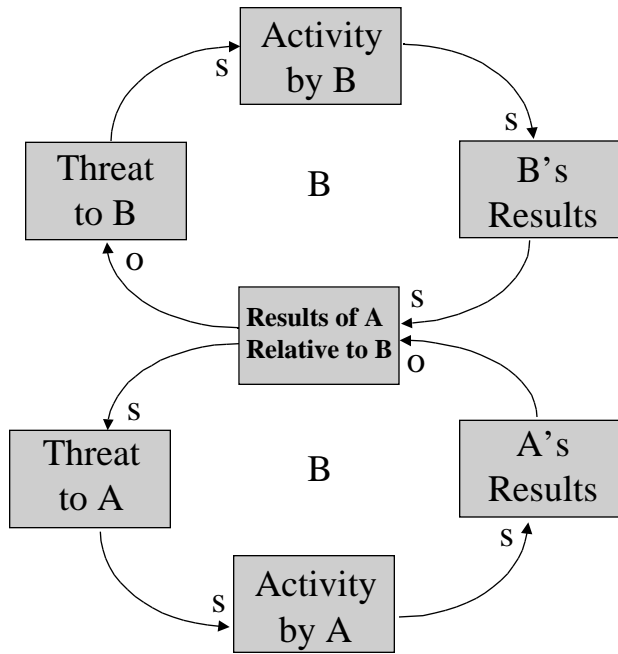 Activity
by B
s
s
Threat
to B
B
B's
Results
o
s
Results of A
Relative to B
o
s
Threat
to A
B
A's
Results
s
s
Activity
by A